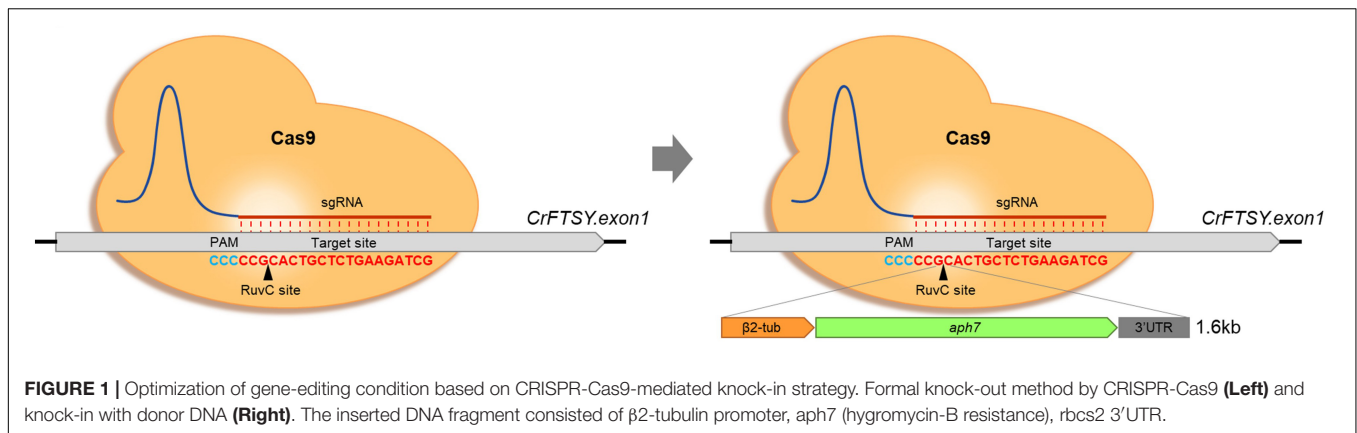 Cas9
sgRNA
CrFTSY.exon1
PAM Target site
CCCCCGCACTGCTCTGAAGATCG
RuvC site
Cas9
sgRNA
CrFTSY.exon1
PAM Target site
CCCCCGCACTGCTCTGAAGATCG
RuvC site
β2-tub aph7 3'UTR 1.6kb
FIGURE 1 | Optimization of gene-editing condition based on CRISPR-Cas9-mediated knock-in strategy. Formal knock-out method by CRISPR-Cas9 (Left) and
knock-in with donor DNA (Right). The inserted DNA fragment consisted of β2-tubulin promoter, aph7 (hygromycin-B resistance), rbcs2 3′UTR.